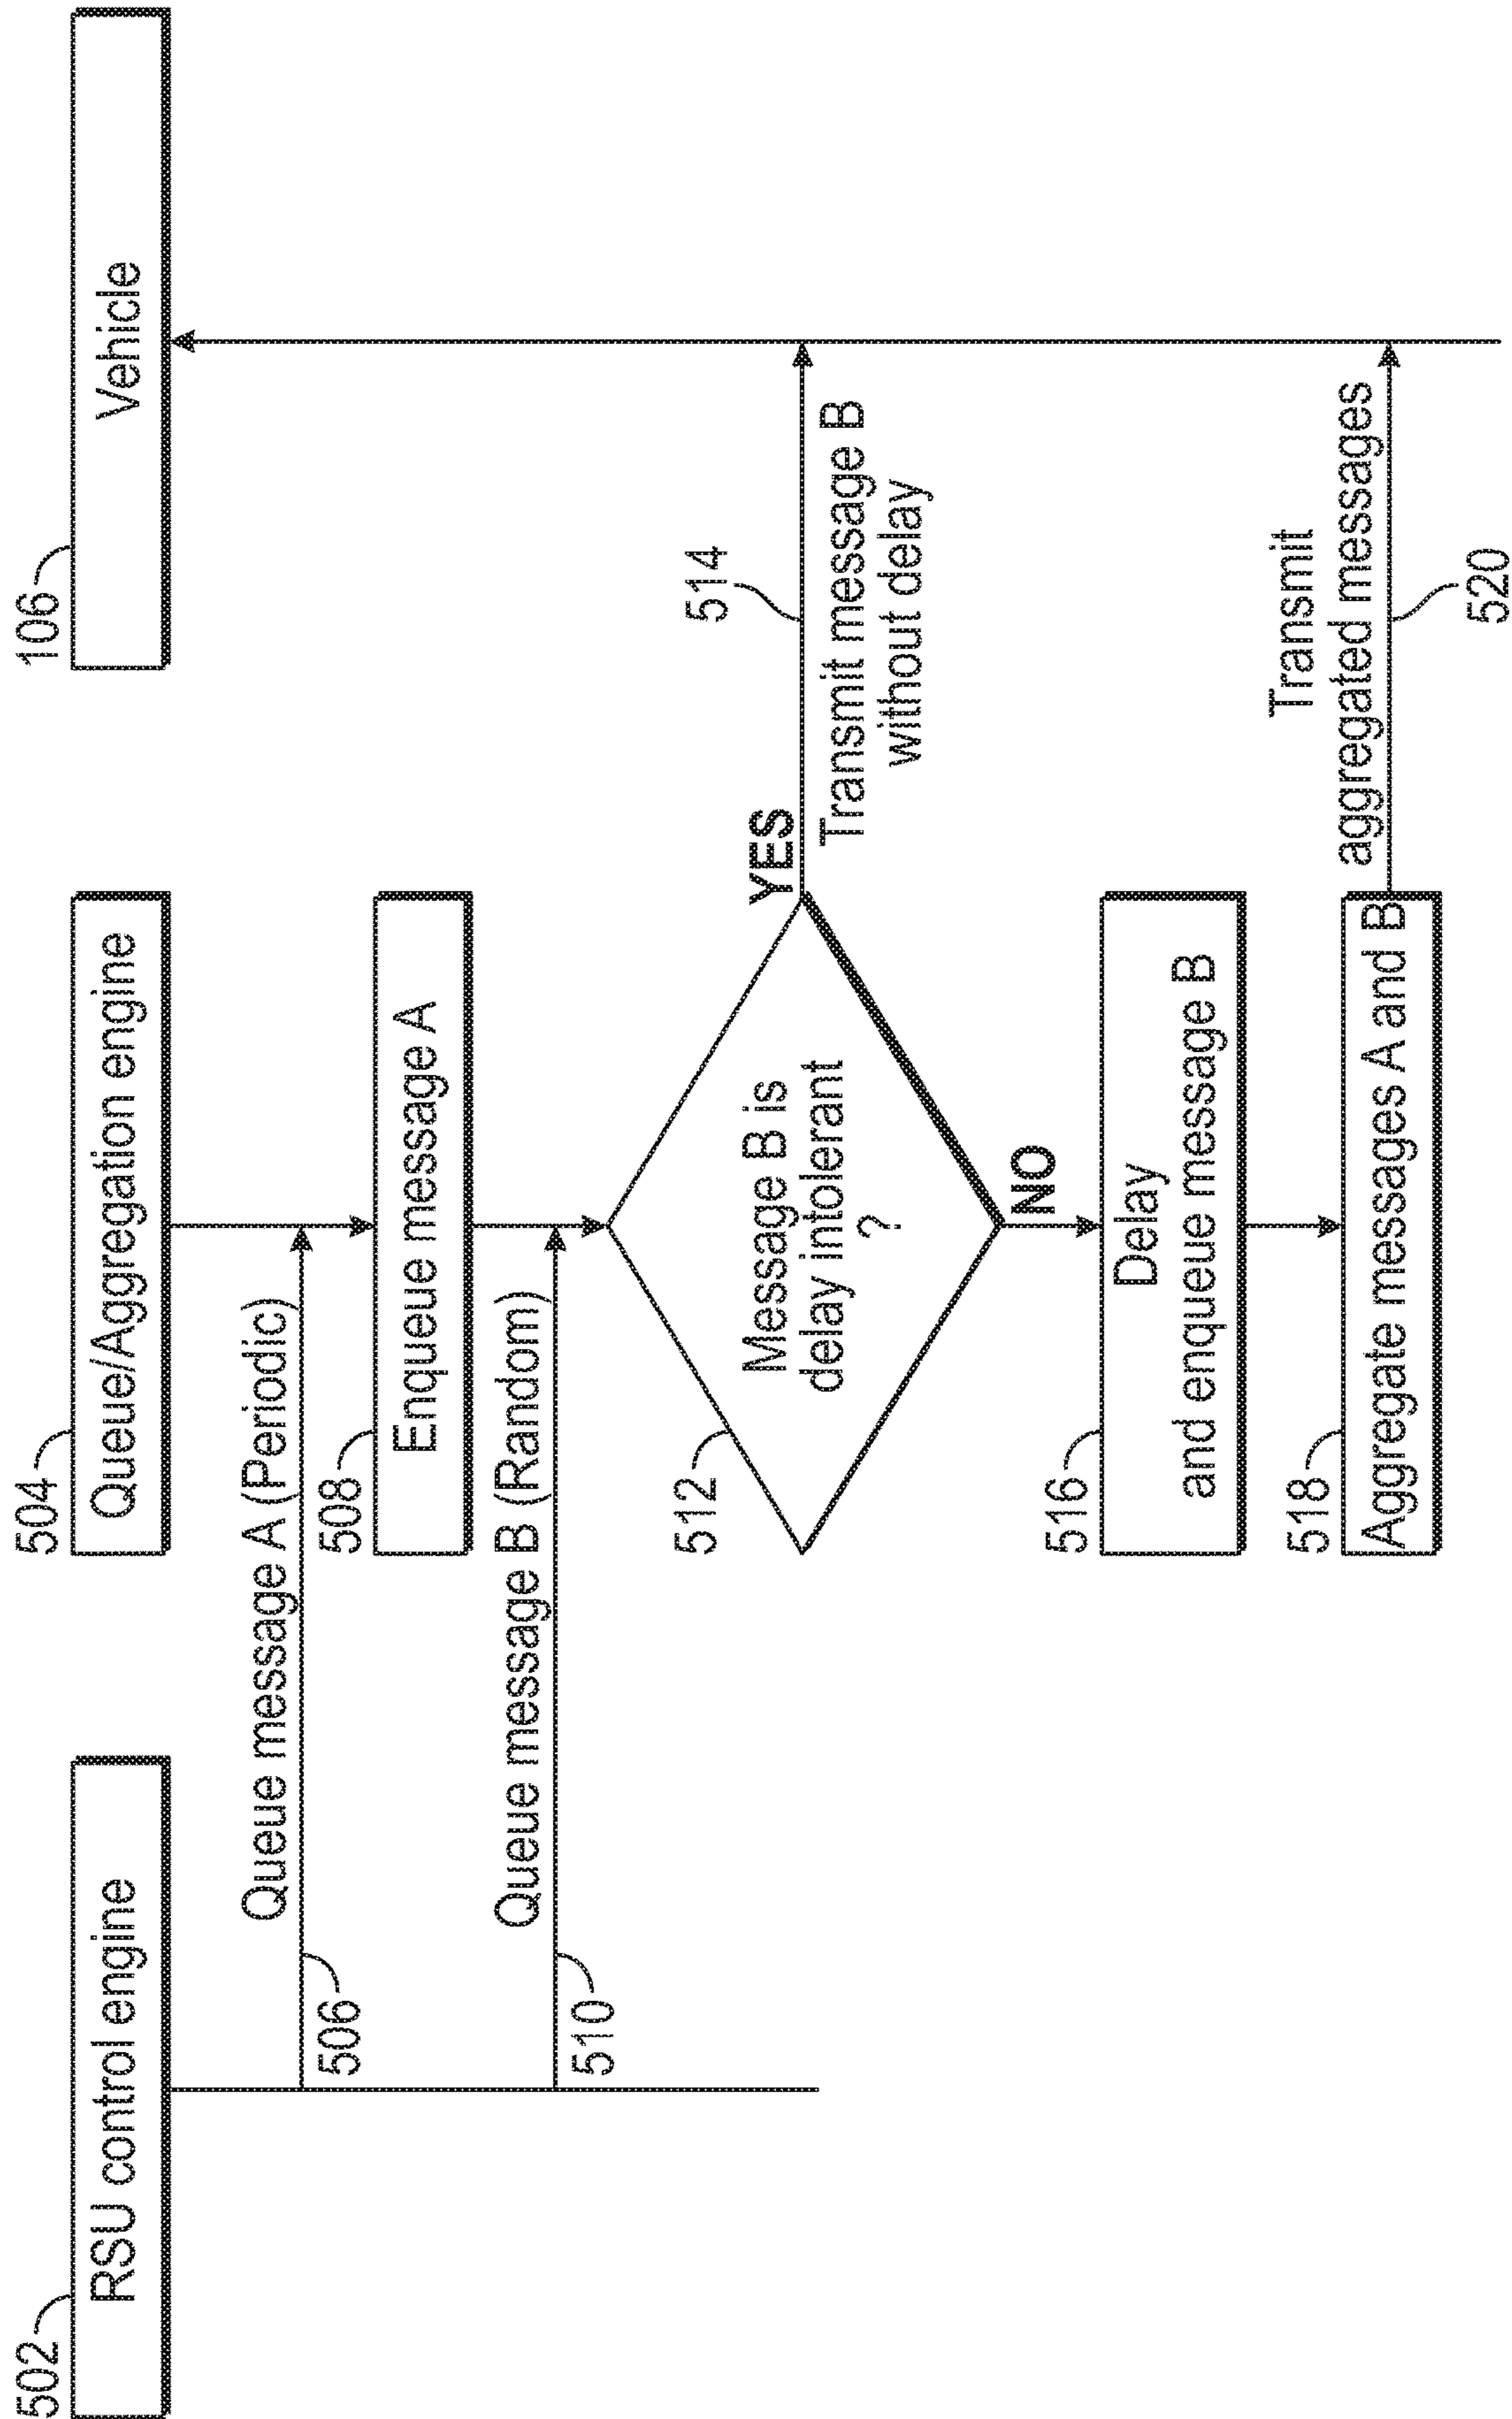 502
RSU control engine
504
Queue/Aggregation engine
106
Vehicle
Queue message A (Periodic)
506
508
Enqueue message A
Queue message B (Random)
510
512
Message B is
delay intolerant
?
YES
514
Transmit message B
without delay
NO
516
Delay
and enqueue message B
518
Aggregate messages A and B
Transmit
aggregated messages
520